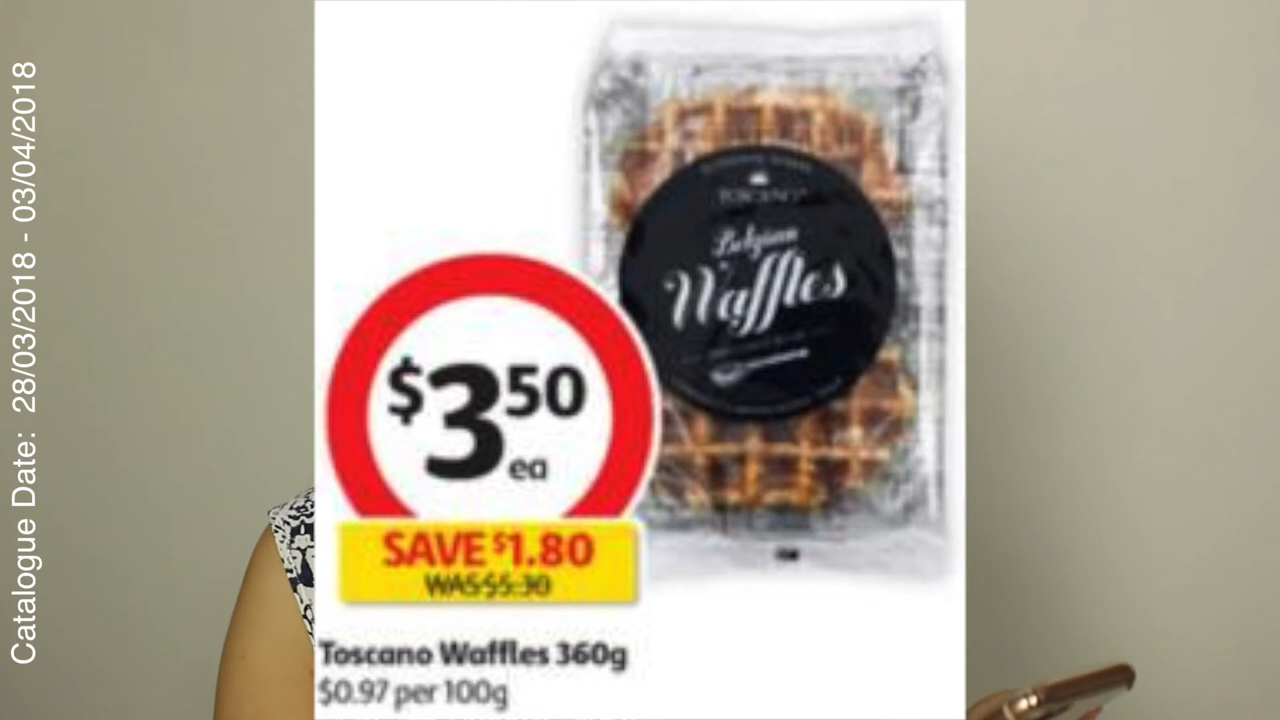 Catalogue Date: 28/03/2018 - 03/04/2018
TOSCANO
Belgian
Waffles
$3.50
ea
SAVE $1.80
WAS $5.30
Toscano Waffles 360g
$0.97 per 100g